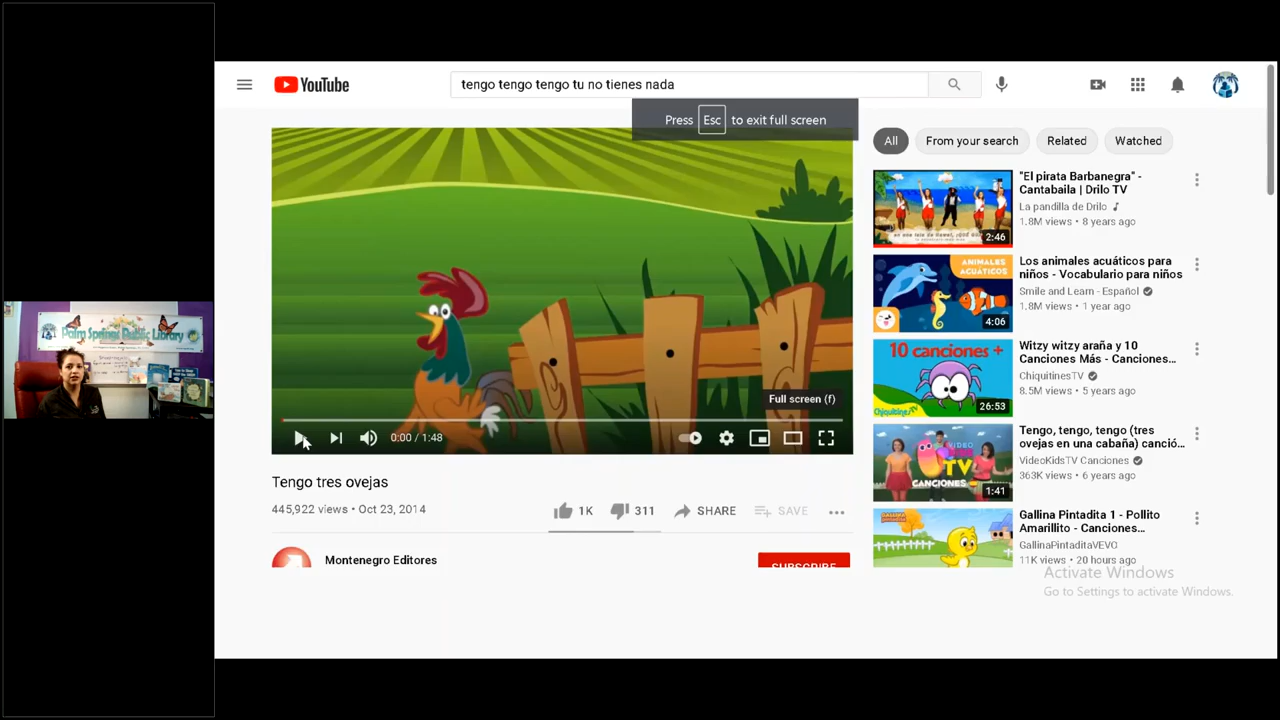 YouTube
tengo tengo tengo tu no tienes nada
Press Esc to exit full screen
All
From your search
Related
Watched
"El pirata Barbanegra" -
Cantabaila | Drilo TV
La pandilla de Drilo
1.8M views • 8 years ago
2:46
ANIMALES
ACUÁTICOS
Los animales acuáticos para
niños - Vocabulario para niños
Smile and Learn - Español
1.8M views • 1 year ago
4:06
10 canciones +
ChiquitinesTV
Witzy witzy araña y 10
Canciones Más - Canciones...
ChiquitinesTV
8.5M views • 5 years ago
26:53
Tengo, tengo, tengo (tres
ovejas en una cabaña) canció...
VideoKidsTV Canciones
363K views • 6 years ago
VIDEO
TV
CANCIONES
1:41
Gallina Pintadita 1 - Pollito
Amarillito - Canciones...
GallinaPintaditaVEVO
11K views • 20 hours ago
Full screen (f)
0:00 / 1:48
Tengo tres ovejas
445,922 views • Oct 23, 2014
1K
311
SHARE
SAVE
Montenegro Editores
SUBSCRIBE
Activate Windows
Go to Settings to activate Windows.
Palm Springs Public Library